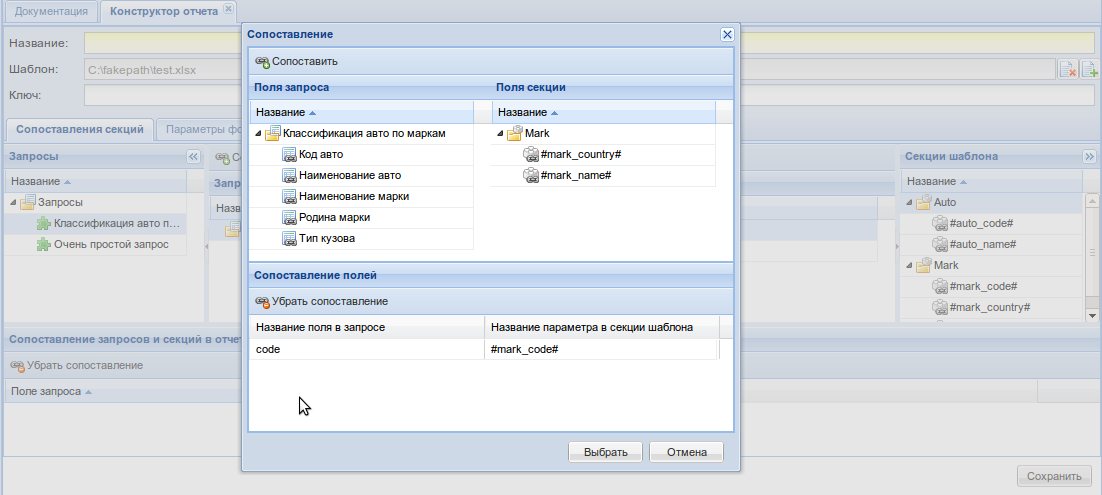 Документация
Конструктор отчета
Название:
Шаблон: C:\fakepath\test.xlsx
Ключ:
Сопоставления секций
Параметры фо
Запросы
Название
Запросы
Классификация авто п...
Очень простой запрос
Со
Запр
Назв
Сопоставление
Сопоставить
Поля запроса
Поля секции
Название
Название
Классификация авто по маркам
Mark
Код авто
#mark_country#
Наименование авто
#mark_name#
Наименование марки
Родина марки
Тип кузова
Сопоставление полей
Убрать сопоставление
Название поля в запросе
Название параметра в секции шаблона
code
#mark_code#
Выбрать
Отмена
Секции шаблона
Название
Auto
#auto_code#
#auto_name#
Mark
#mark_code#
#mark_country#
Сопоставление запросов и секций в отче
Убрать сопоставление
Поле запроса
Сохранить